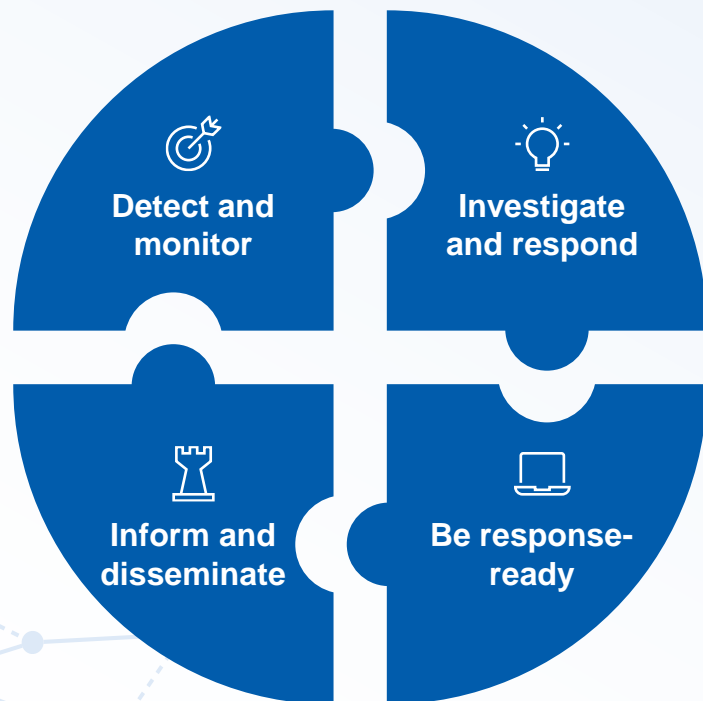 Detect and
monitor
Investigate
and respond
Inform and
disseminate
Be response-
ready